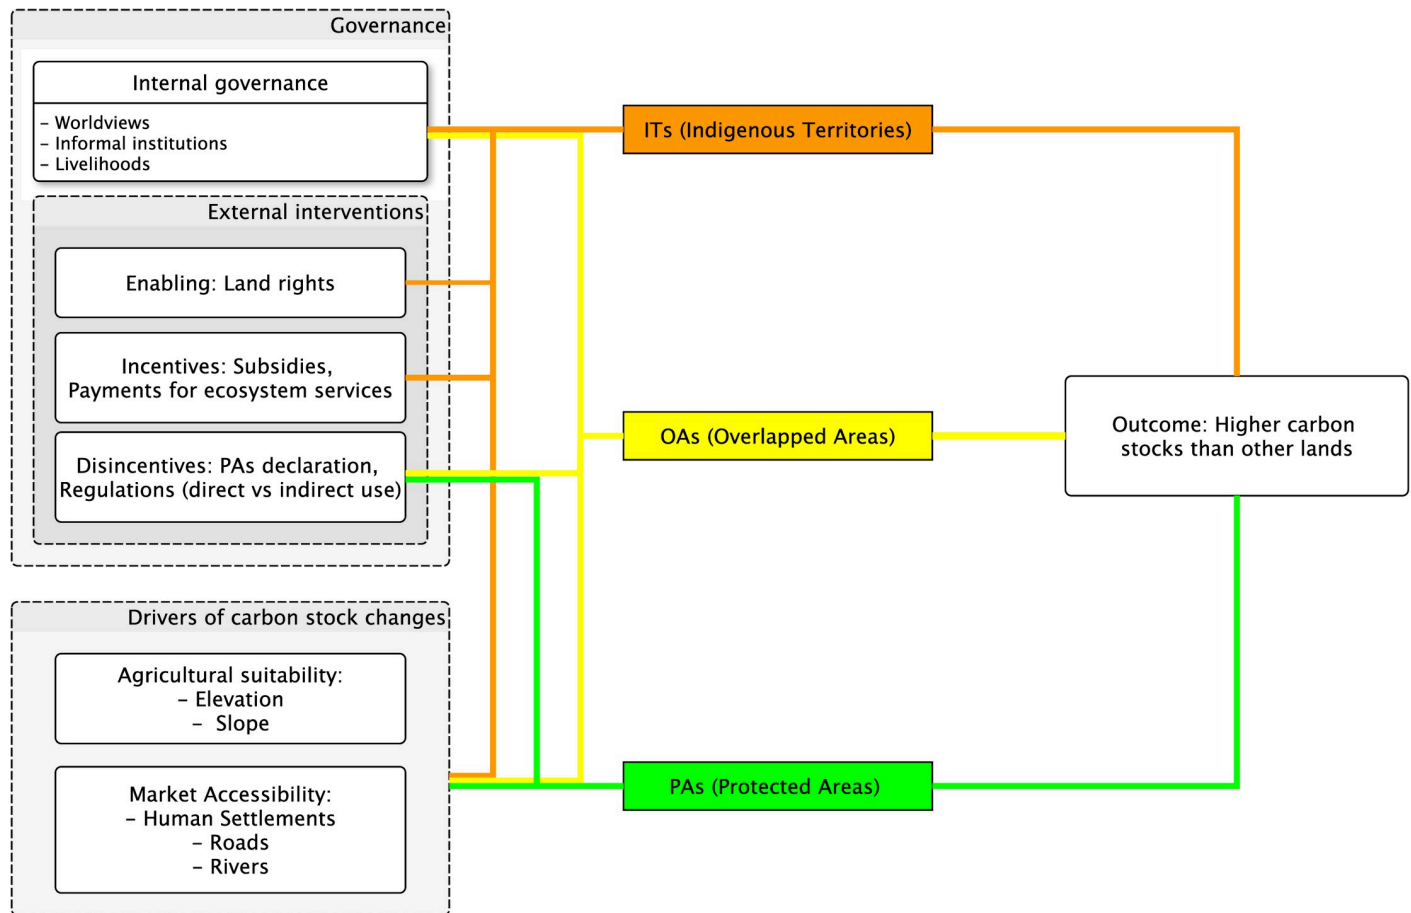 Governance
Internal governance
– Worldviews
– Informal institutions
– Livelihoods
External interventions
Enabling: Land rights
Incentives: Subsidies,
Payments for ecosystem services
Disincentives: PAs declaration,
Regulations (direct vs indirect use)
Drivers of carbon stock changes
Agricultural suitability:
– Elevation
– Slope
Market Accessibility:
– Human Settlements
– Roads
– Rivers
ITs (Indigenous Territories)
OAs (Overlapped Areas)
PAs (Protected Areas)
Outcome: Higher carbon
stocks than other lands